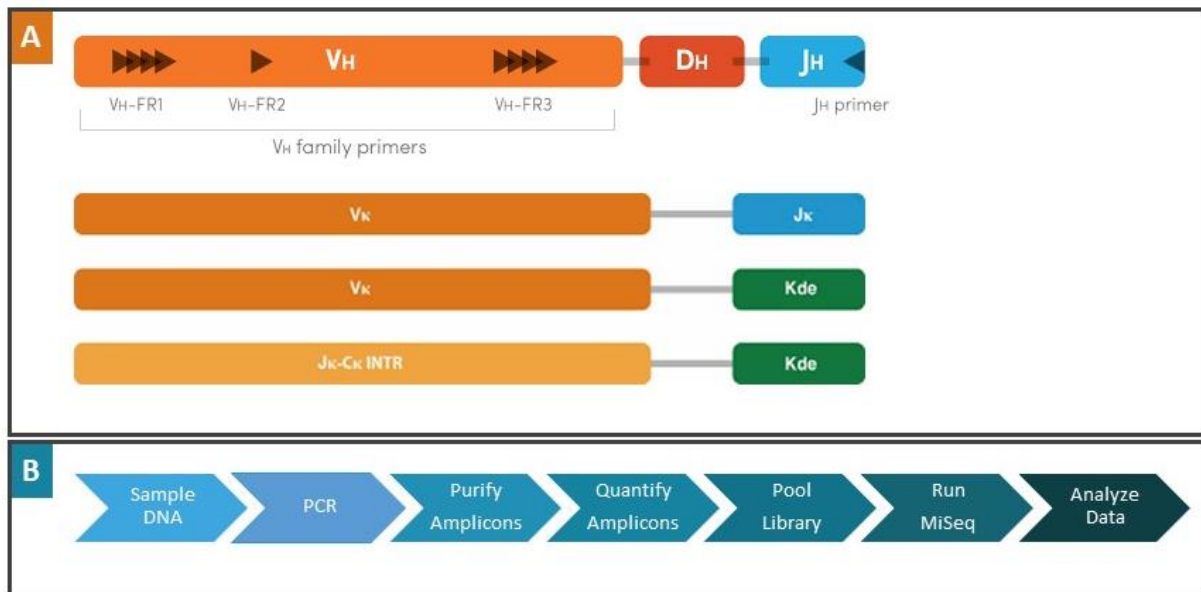 A
VH
DH
JH
VH-FR1
VH-FR2
VH-FR3
JH primer
VH family primers
Vκ
Jκ
Vκ
Kde
Jκ-Cκ INTR
Kde
B
Sample
DNA
PCR
Purify
Amplicons
Quantify
Amplicons
Pool
Library
Run
MiSeq
Analyze
Data